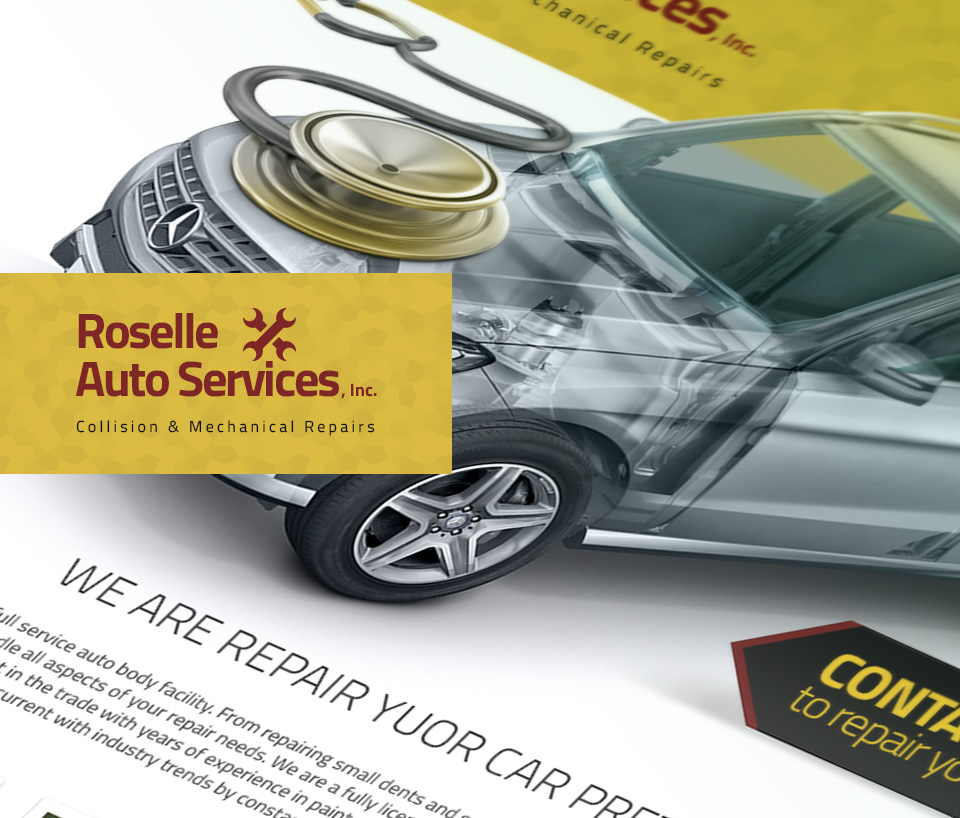 ces, Inc.
chanical Repairs
Roselle
Auto Services, Inc.
Collision & Mechanical Repairs
WE ARE REPAIR YUOR CAR PRET
full service auto body facility. From repairing small dents and
dle all aspects of your repair needs. We are a fully licen
t in the trade with years of experience in paint
current with industry trends by consta
CONTA
to repair yo